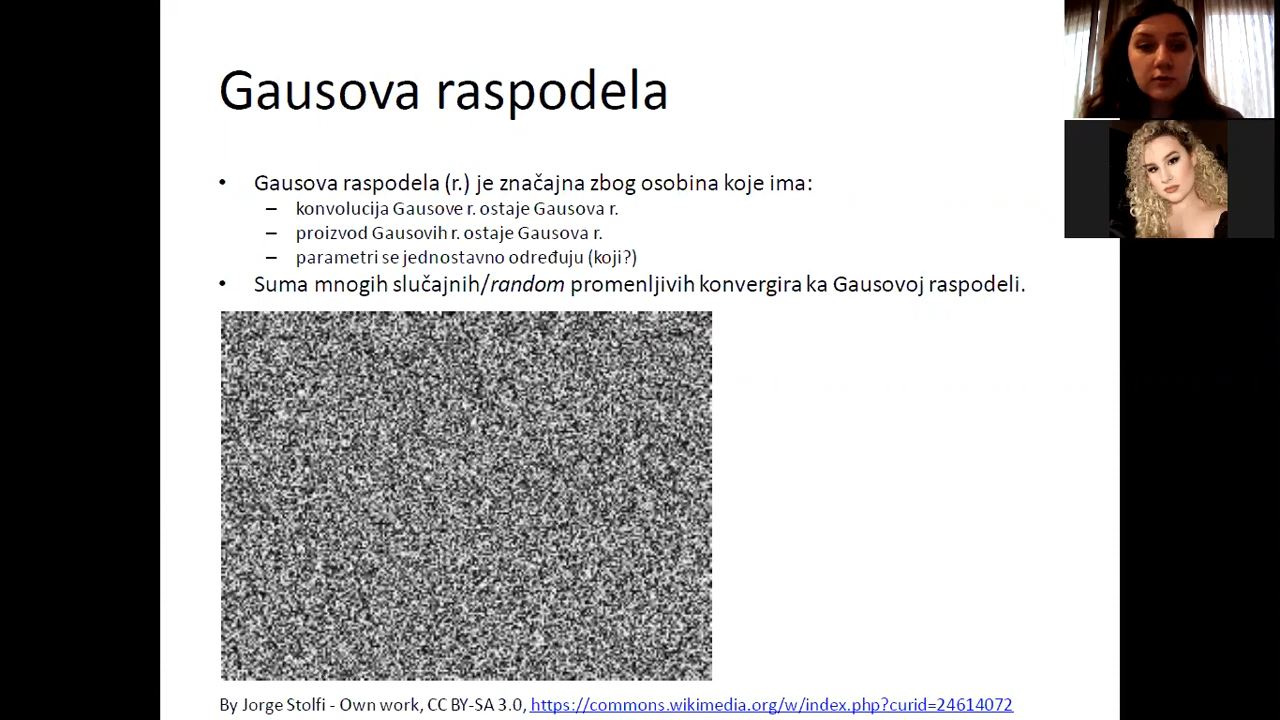 Gausova raspodela
• Gausova raspodela (r.) je značajna zbog osobina koje ima:
– konvolucija Gausove r. ostaje Gausova r.
– proizvod Gausovih r. ostaje Gausova r.
– parametri se jednostavno određuju (koji?)
• Suma mnogih slučajnih/random promenljivih konvergira ka Gausovoj raspodeli.
By Jorge Stolfi - Own work, CC BY-SA 3.0, https://commons.wikimedia.org/w/index.php?curid=24614072